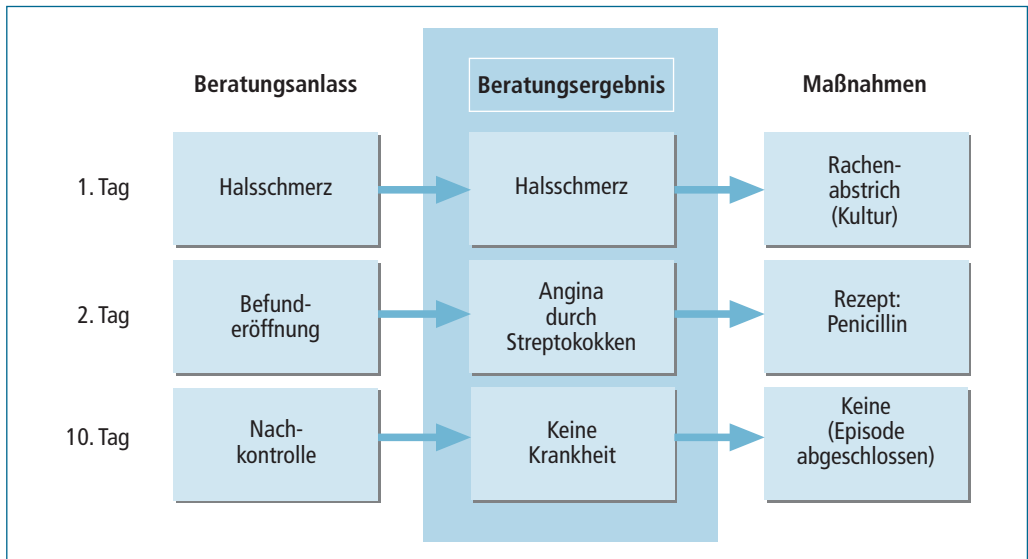 Beratungsanlass
Beratungsergebnis
Maßnahmen
1. Tag
Halsschmerz
Halsschmerz
Rachen-
abstrich
(Kultur)
2. Tag
Befund-
eröffnung
Angina
durch
Streptokokken
Rezept:
Penicillin
10. Tag
Nach-
kontrolle
Keine
Krankheit
Keine
(Episode
abgeschlossen)